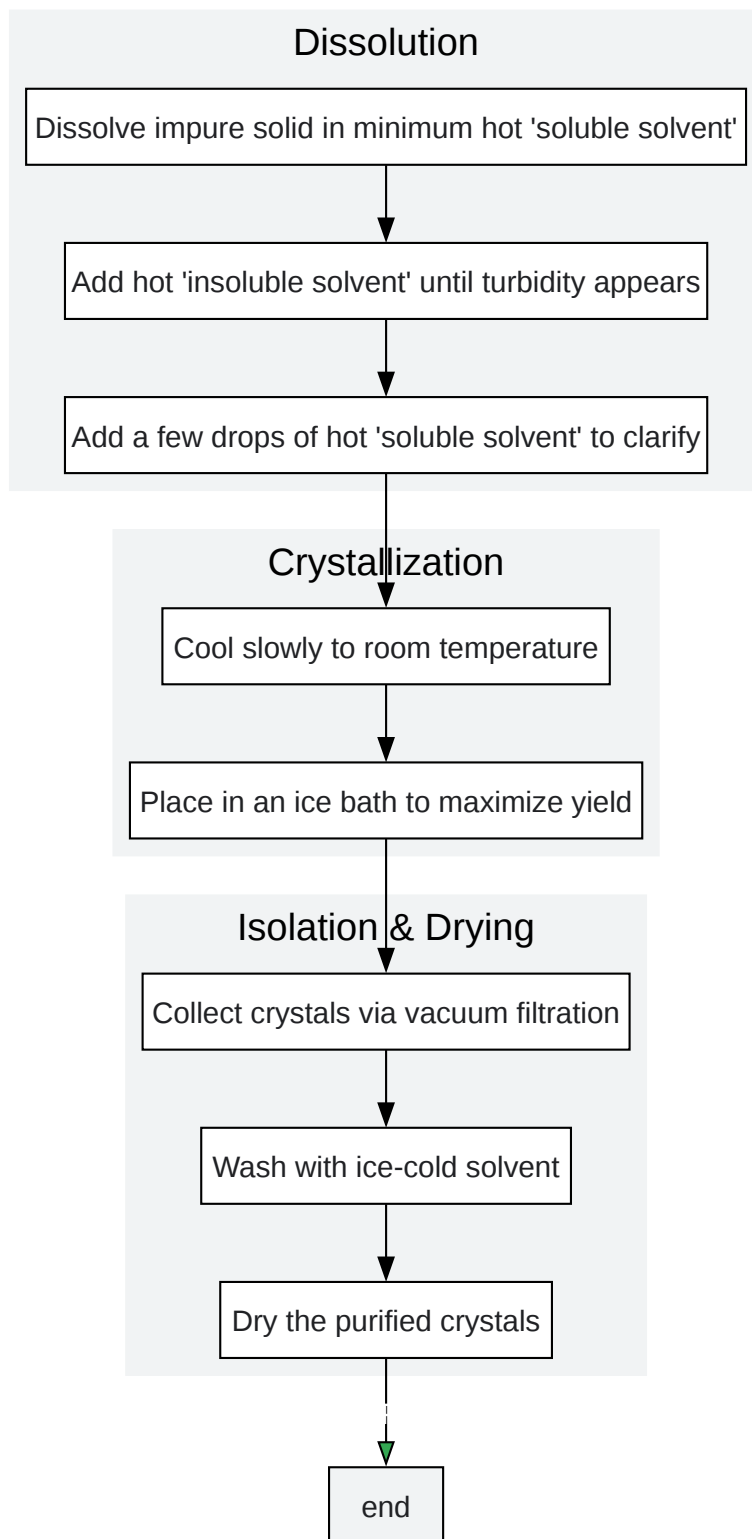 Dissolution
Dissolve impure solid in minimum hot 'soluble solvent'
Add hot 'insoluble solvent' until turbidity appears
Add a few drops of hot 'soluble solvent' to clarify
Crystallization
Cool slowly to room temperature
Place in an ice bath to maximize yield
Isolation & Drying
Collect crystals via vacuum filtration
Wash with ice-cold solvent
Dry the purified crystals
end